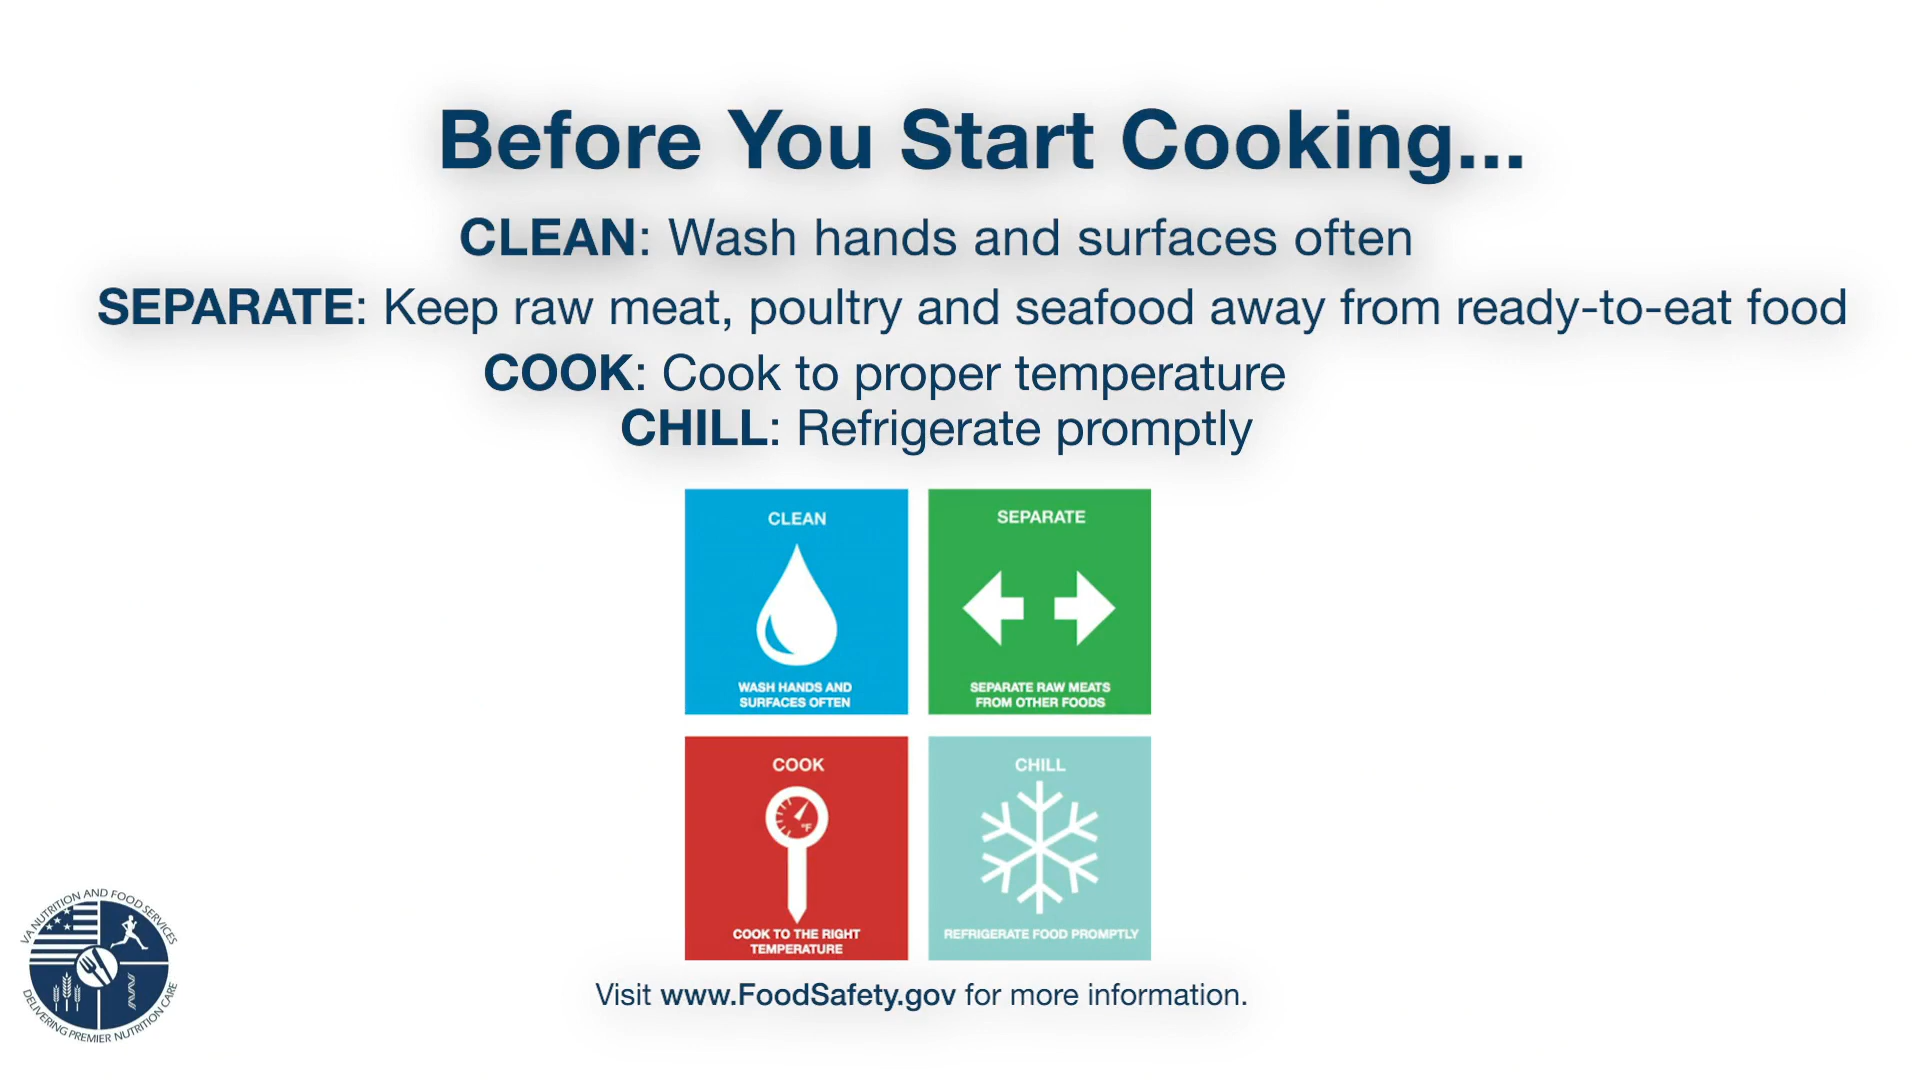 Before You Start Cooking...
CLEAN: Wash hands and surfaces often
SEPARATE: Keep raw meat, poultry and seafood away from ready-to-eat food
COOK: Cook to proper temperature
CHILL: Refrigerate promptly
CLEAN
WASH HANDS AND
SURFACES OFTEN
SEPARATE
SEPARATE RAW MEATS
FROM OTHER FOODS
COOK
°F
COOK TO THE RIGHT
TEMPERATURE
CHILL
REFRIGERATE FOOD PROMPTLY
Visit www.FoodSafety.gov for more information.
VA NUTRITION AND FOOD SERVICES
DELIVERING PREMIER NUTRITION CARE